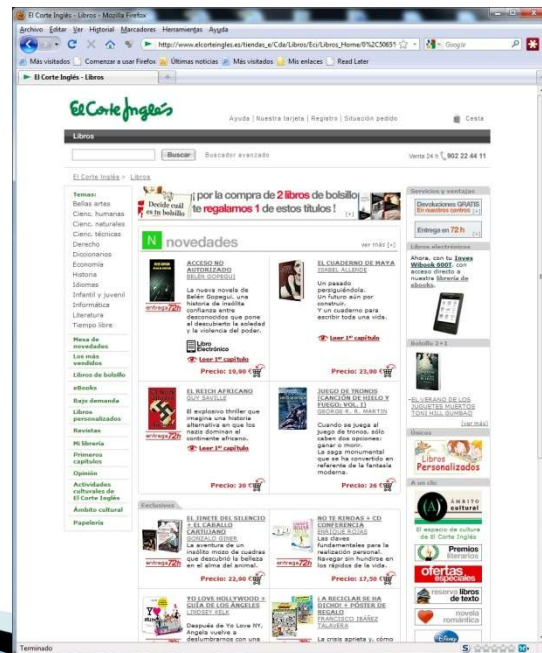 El Corte Inglés - Libros - Mozilla Firefox
Archivo Editar Ver Historial Marcadores Herramientas Ayuda
http://www.elcorteingles.es/tiendas_e/Cda/Libros/Eci/Libros_Home/0%2C50651
Google
Más visitados Comenzar a usar Firefox Últimas noticias Más visitados Mis enlaces Read Later
El Corte Inglés - Libros
El Corte Inglés
Ayuda | Nuestra tarjeta | Registro | Situación pedido
Cesta
Libros
Buscar
Buscador avanzado
Venta 24 h 902 22 44 11
El Corte Inglés > Libros
Temas:
Bellas artes
Cienc. humanas
Cienc. naturales
Cienc. técnicas
Derecho
Diccionarios
Economía
Historia
Idiomas
Infantil y juvenil
Informática
Literatura
Tiempo libre
Mesa de
novedades
Los más
vendidos
Libros de bolsillo
eBooks
Bajo demanda
Libros
personalizados
Revistas
Mi librería
Primeros
capítulos
Opinión
Actividades
culturales de
El Corte Inglés
Ámbito cultural
Papelería
Decide cuál
es tu bolsillo
¡ por la compra de 2 libros de bolsillo
te regalamos 1 de estos títulos !
[+]
N novedades
ver más [+]
ACCESO NO
AUTORIZADO
BELÉN GOPEGUI
La nueva novela de
Belén Gopegui, una
historia de insólita
confianza entre
desconocidos que pone
al descubierto la soledad
y la violencia del poder.
entrega72h
Libro
Electrónico
Leer 1er capítulo
Precio: 19,90 €
EL CUADERNO DE MAYA
ISABEL ALLENDE
Un pasado
persiguiéndola.
Un futuro aún por
construir.
Y un cuaderno para
escribir toda una vida.
Leer 1er capítulo
Precio: 23,90 €
EL REICH AFRICANO
GUY SAVILLE
El explosivo thriller que
imagina una historia
alternativa en que los
nazis dominan el
continente africano.
entrega72h
Leer 1er capítulo
Precio: 20 €
JUEGO DE TRONOS
(CANCIÓN DE HIELO Y
FUEGO; VOL. I)
GEORGE R. R. MARTIN
Cuando se juega al
juego de tronos, sólo
caben dos opciones:
ganar o morir.
La saga monumental
que se ha convertido en
referente de la fantasía
moderna.
Precio: 26 €
Exclusivos
EL JINETE DEL SILENCIO
+ EL CABALLO
CARTUJANO
GONZALO GINER
La aventura de un
insólito mozo de cuadras
que descubrió la belleza
en el alma del animal.
entrega72h
Precio: 22,90 €
NO TE RINDAS + CD
CONFERENCIA
ENRIQUE ROJAS
Las claves
fundamentales para la
realización personal.
Navegar sin hundirse en
los rápidos de la vida.
entrega72h
Precio: 17,50 €
YO LOVE HOLLYWOOD +
GUÍA DE LOS ÁNGELES
LINDSEY KELK
Después de Yo Love NY,
Angela vuelve a
deslumbrarnos con una
¡A RECICLAR SE HA
DICHO! + PÓSTER DE
REGALO
FRANCISCO IBÁÑEZ
TALAVERA
La crisis aprieta y, cómo
Servicios y ventajas
Devoluciones GRATIS
En nuestros centros [+]
Entrega en 72 h [+]
Libros electrónicos
Ahora, con tu Inves
Wibook 600T, con
acceso directo a
nuestra librería de
ebooks.
Bolsillo 2+1
EL VERANO DE LOS
JUGUETES MUERTOS
TONI HILL GUMBAO
[ver más]
Únicos
Libros
Personalizados
A un clic
ÁMBITO
cultural
El espacio de cultura
de El Corte Inglés
Premios
literarios
ofertas
especiales
reserva libros
de texto
novela
romántica
Disney
Terminado